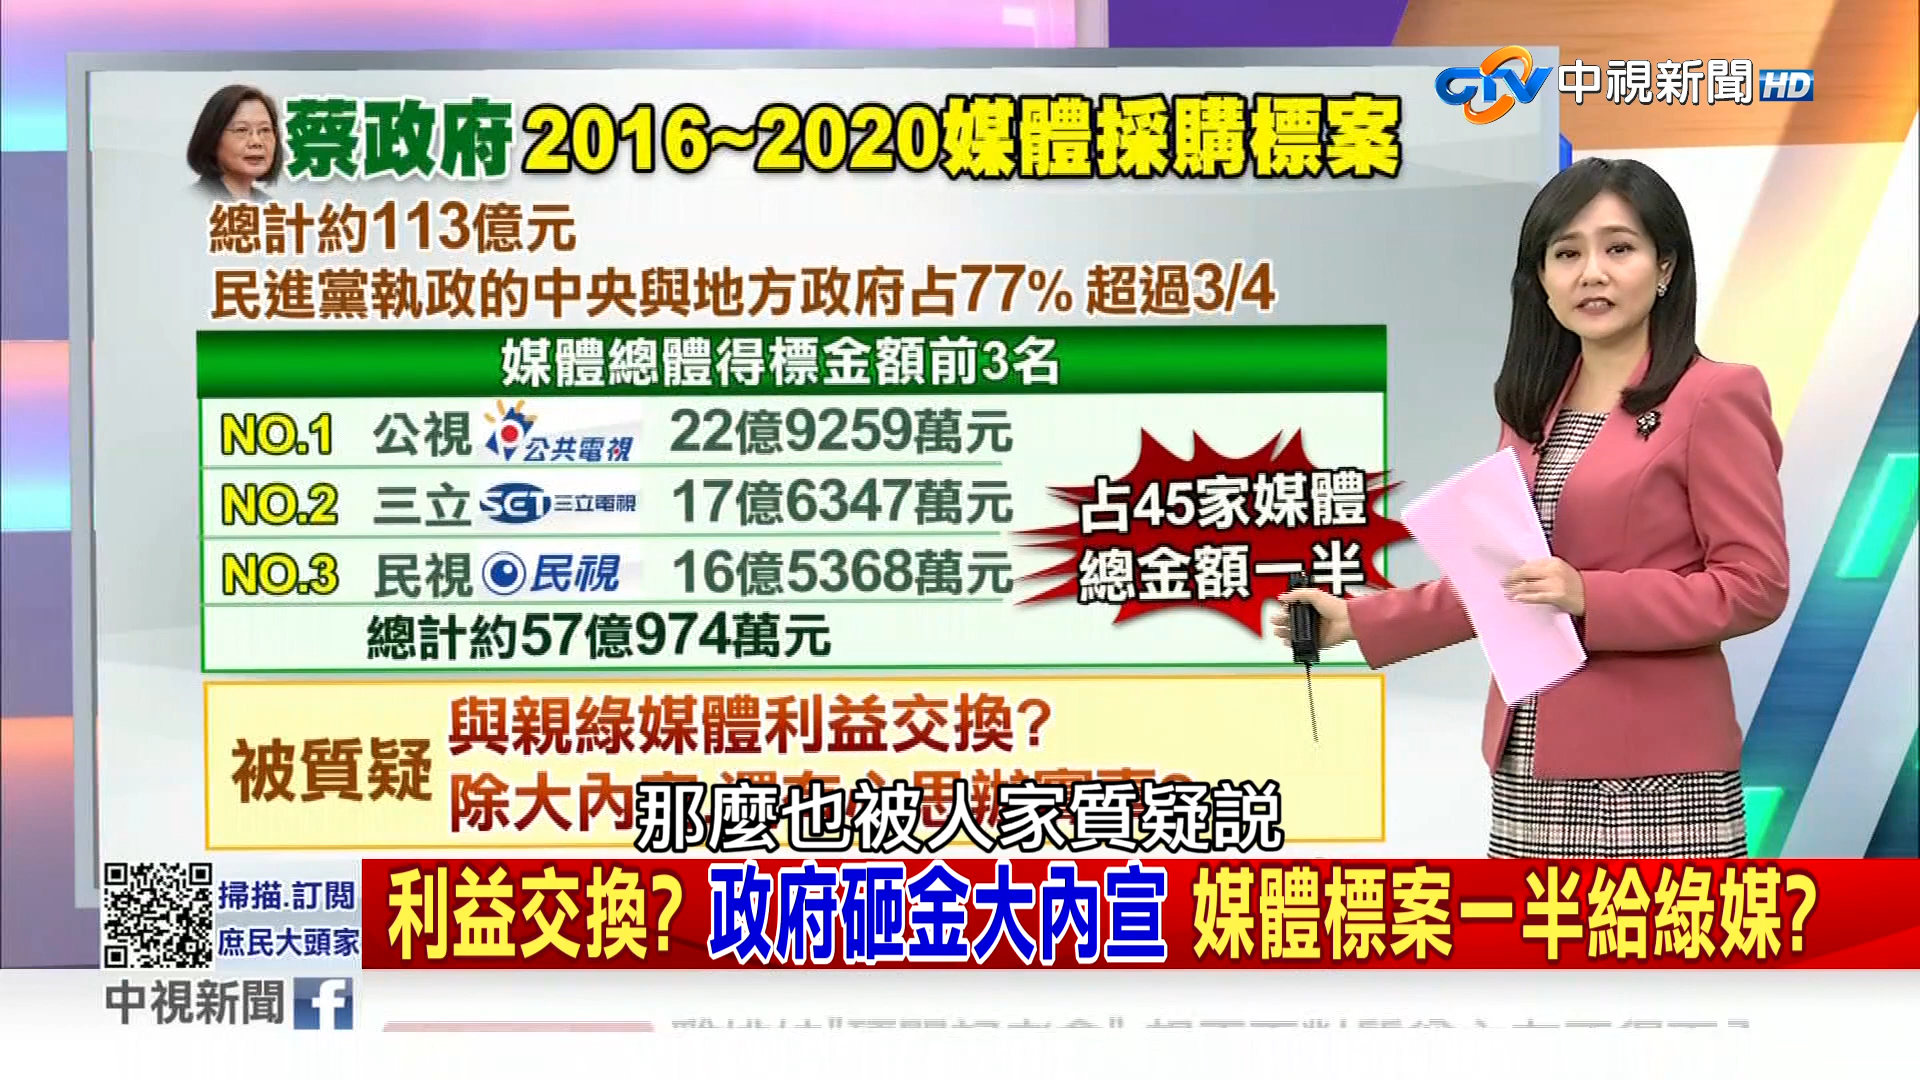 CTV中視新聞HD
蔡政府2016~2020媒體採購標案
總計約113億元
民進黨執政的中央與地方政府占77% 超過3/4
媒體總體得標金額前3名
NO.1 公視 公共電視 22億9259萬元
NO.2 三立 SET三立電視 17億6347萬元
NO.3 民視 民視 16億5368萬元
總計約57億974萬元
占45家媒體
總金額一半
被質疑
與親綠媒體利益交換?
除大內
那麼也被人家質疑説
利益交換? 政府砸金大內宣 媒體標案一半給綠媒?
掃描.訂閱
庶民大頭家
中視新聞 f